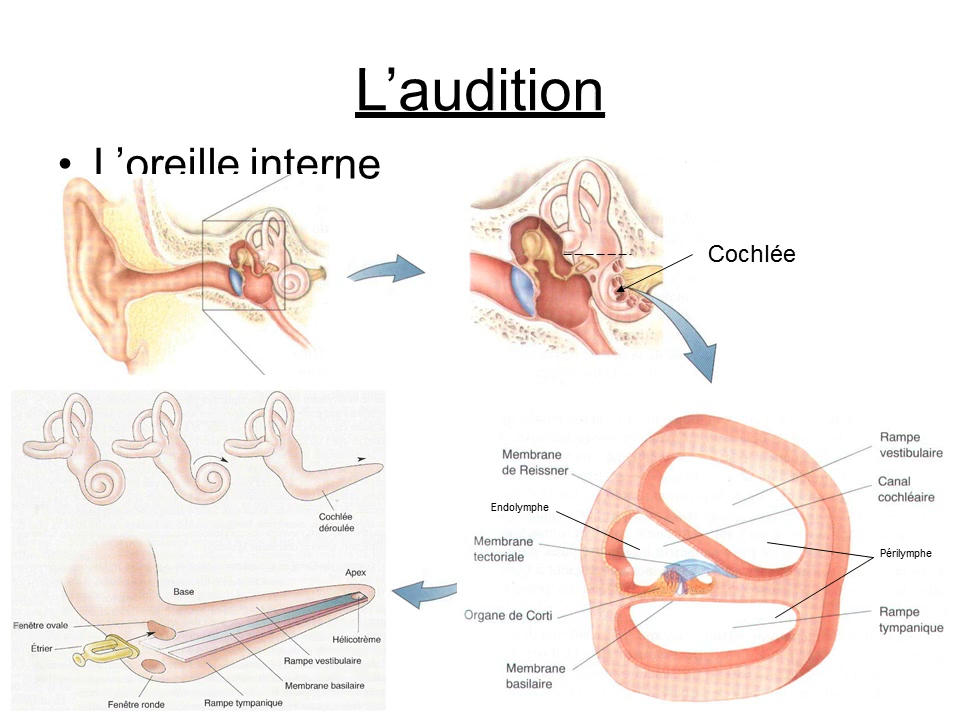 L’audition
• L ’oreille interne
Cochlée
Cochlée
déroulée
Apex
Base
Fenêtre ovale
Étrier
Hélicotrème
Rampe vestibulaire
Membrane basilaire
Fenêtre ronde
Rampe tympanique
Membrane
de Reissner
Endolymphe
Membrane
tectoriale
Organe de Corti
Membrane
basilaire
Rampe
vestibulaire
Canal
cochléaire
Périlymphe
Rampe
tympanique